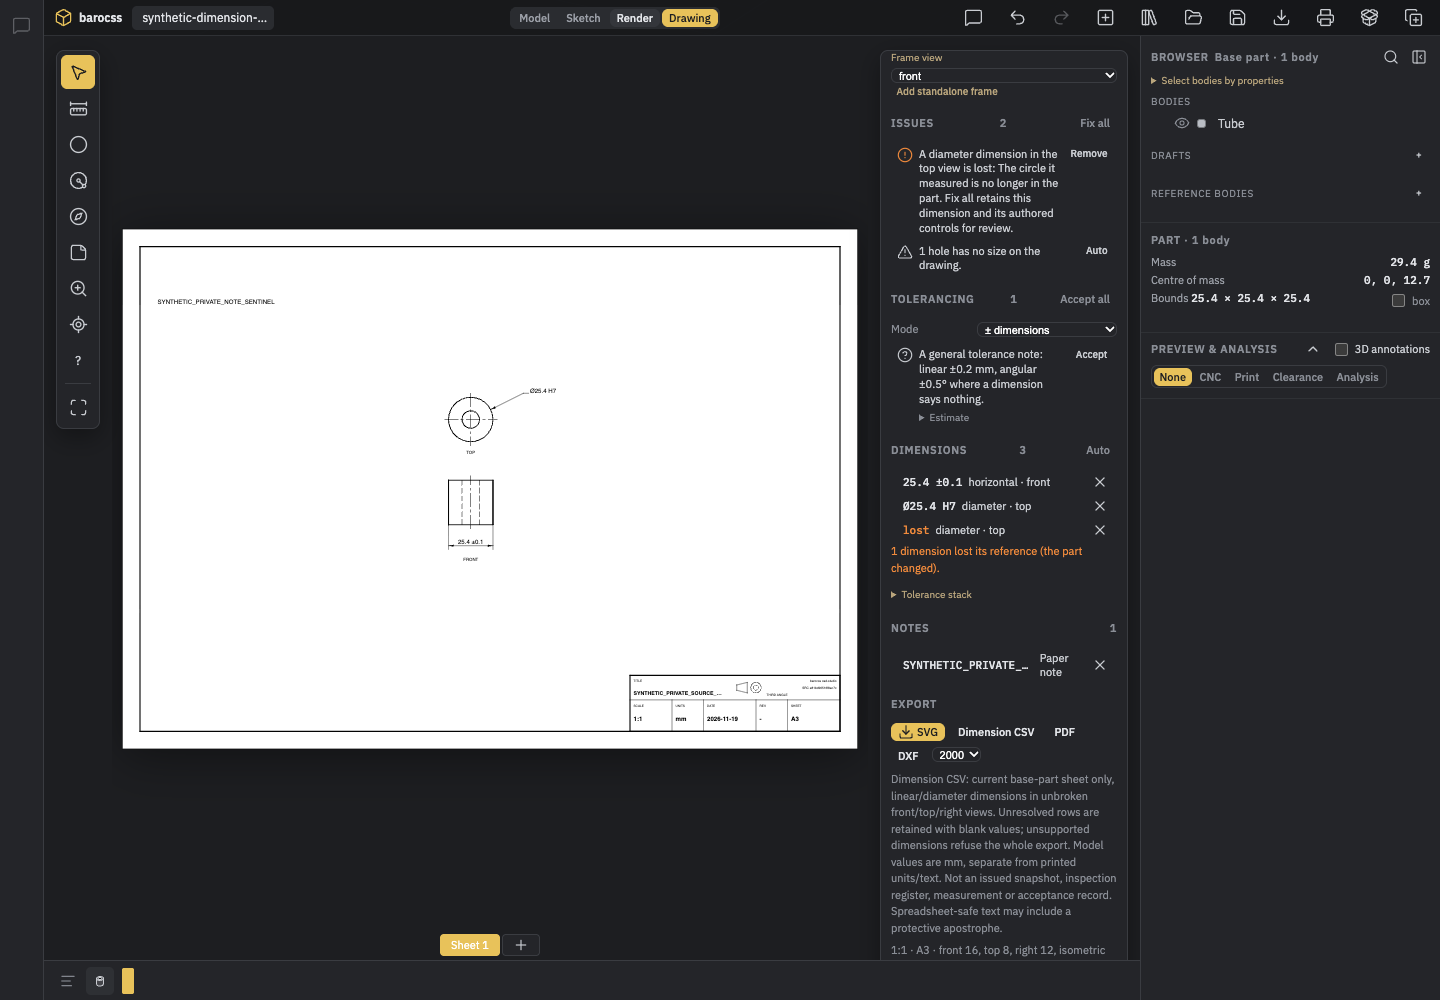 barocss
synthetic-dimension-...
Model
Sketch
Render
Drawing
?
SYNTHETIC_PRIVATE_NOTE_SENTINEL
Ø25.4 H7
TOP
25.4 ±0.1
FRONT
TITLE
SYNTHETIC_PRIVATE_SOURCE_...
THIRD ANGLE
SCALE
UNITS
DATE
REV
SHEET
1:1
mm
2026-11-19
-
A3
Sheet 1
Frame view
front
Add standalone frame
ISSUES 2 Fix all
A diameter dimension in the
top view is lost: The circle it
measured is no longer in the
part. Fix all retains this
dimension and its authored
controls for review.
Remove
1 hole has no size on the
drawing.
Auto
TOLERANCING 1 Accept all
Mode ± dimensions
A general tolerance note:
linear ±0.2 mm, angular
±0.5° where a dimension
says nothing.
Accept
Estimate
DIMENSIONS 3 Auto
25.4 ±0.1 horizontal · front
Ø25.4 H7 diameter · top
lost diameter · top
1 dimension lost its reference (the part
changed).
Tolerance stack
NOTES 1
SYNTHETIC_PRIVATE_… Paper
note
EXPORT
SVG Dimension CSV PDF
DXF 2000
Dimension CSV: current base-part sheet only,
linear/diameter dimensions in unbroken
front/top/right views. Unresolved rows are
retained with blank values; unsupported
dimensions refuse the whole export. Model
values are mm, separate from printed
units/text. Not an issued snapshot, inspection
register, measurement or acceptance record.
Spreadsheet-safe text may include a
protective apostrophe.
1:1 · A3 · front 16, top 8, right 12, isometric
BROWSER Base part · 1 body
Select bodies by properties
BODIES
Tube
DRAFTS +
REFERENCE BODIES +
PART · 1 body
Mass 29.4 g
Centre of mass 0, 0, 12.7
Bounds 25.4 × 25.4 × 25.4 box
PREVIEW & ANALYSIS 3D annotations
None CNC Print Clearance Analysis